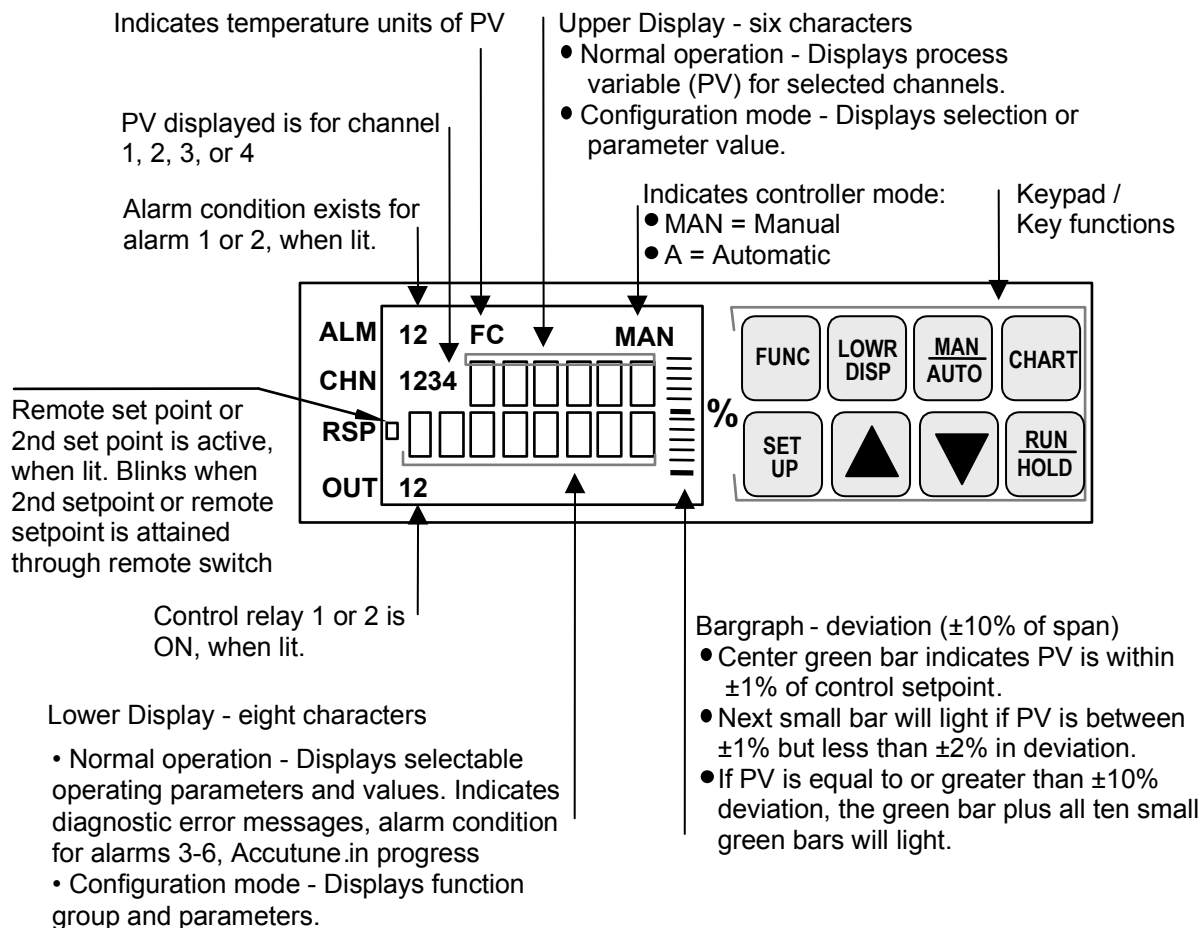 Indicates temperature units of PV
Upper Display - six characters
● Normal operation - Displays process
variable (PV) for selected channels.
● Configuration mode - Displays selection or
parameter value.
PV displayed is for channel
1, 2, 3, or 4
Alarm condition exists for
alarm 1 or 2, when lit.
Indicates controller mode:
● MAN = Manual
● A = Automatic
Keypad /
Key functions
ALM 12 FC MAN
CHN 1234
RSP
OUT 12
%
FUNC
LOWR
DISP
MAN
AUTO
CHART
SET
UP
RUN
HOLD
Remote set point or
2nd set point is active,
when lit. Blinks when
2nd setpoint or remote
setpoint is attained
through remote switch
Control relay 1 or 2 is
ON, when lit.
Lower Display - eight characters
• Normal operation - Displays selectable
operating parameters and values. Indicates
diagnostic error messages, alarm condition
for alarms 3-6, Accutune.in progress
• Configuration mode - Displays function
group and parameters.
Bargraph - deviation (±10% of span)
● Center green bar indicates PV is within
±1% of control setpoint.
● Next small bar will light if PV is between
±1% but less than ±2% in deviation.
● If PV is equal to or greater than ±10%
deviation, the green bar plus all ten small
green bars will light.